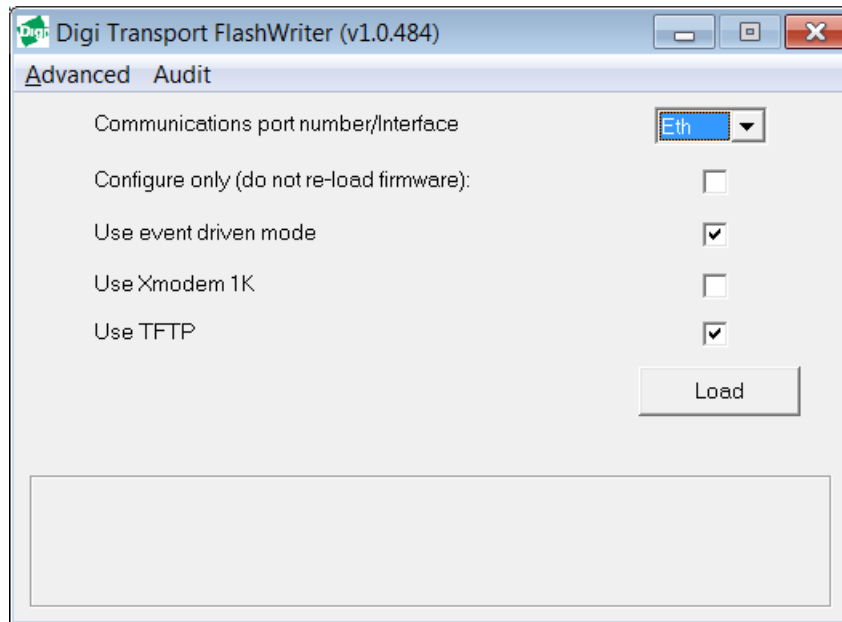 Digi Digi Transport FlashWriter (v1.0.484)
Advanced Audit
Communications port number/Interface Eth
Configure only (do not re-load firmware):
Use event driven mode
Use Xmodem 1K
Use TFTP
Load